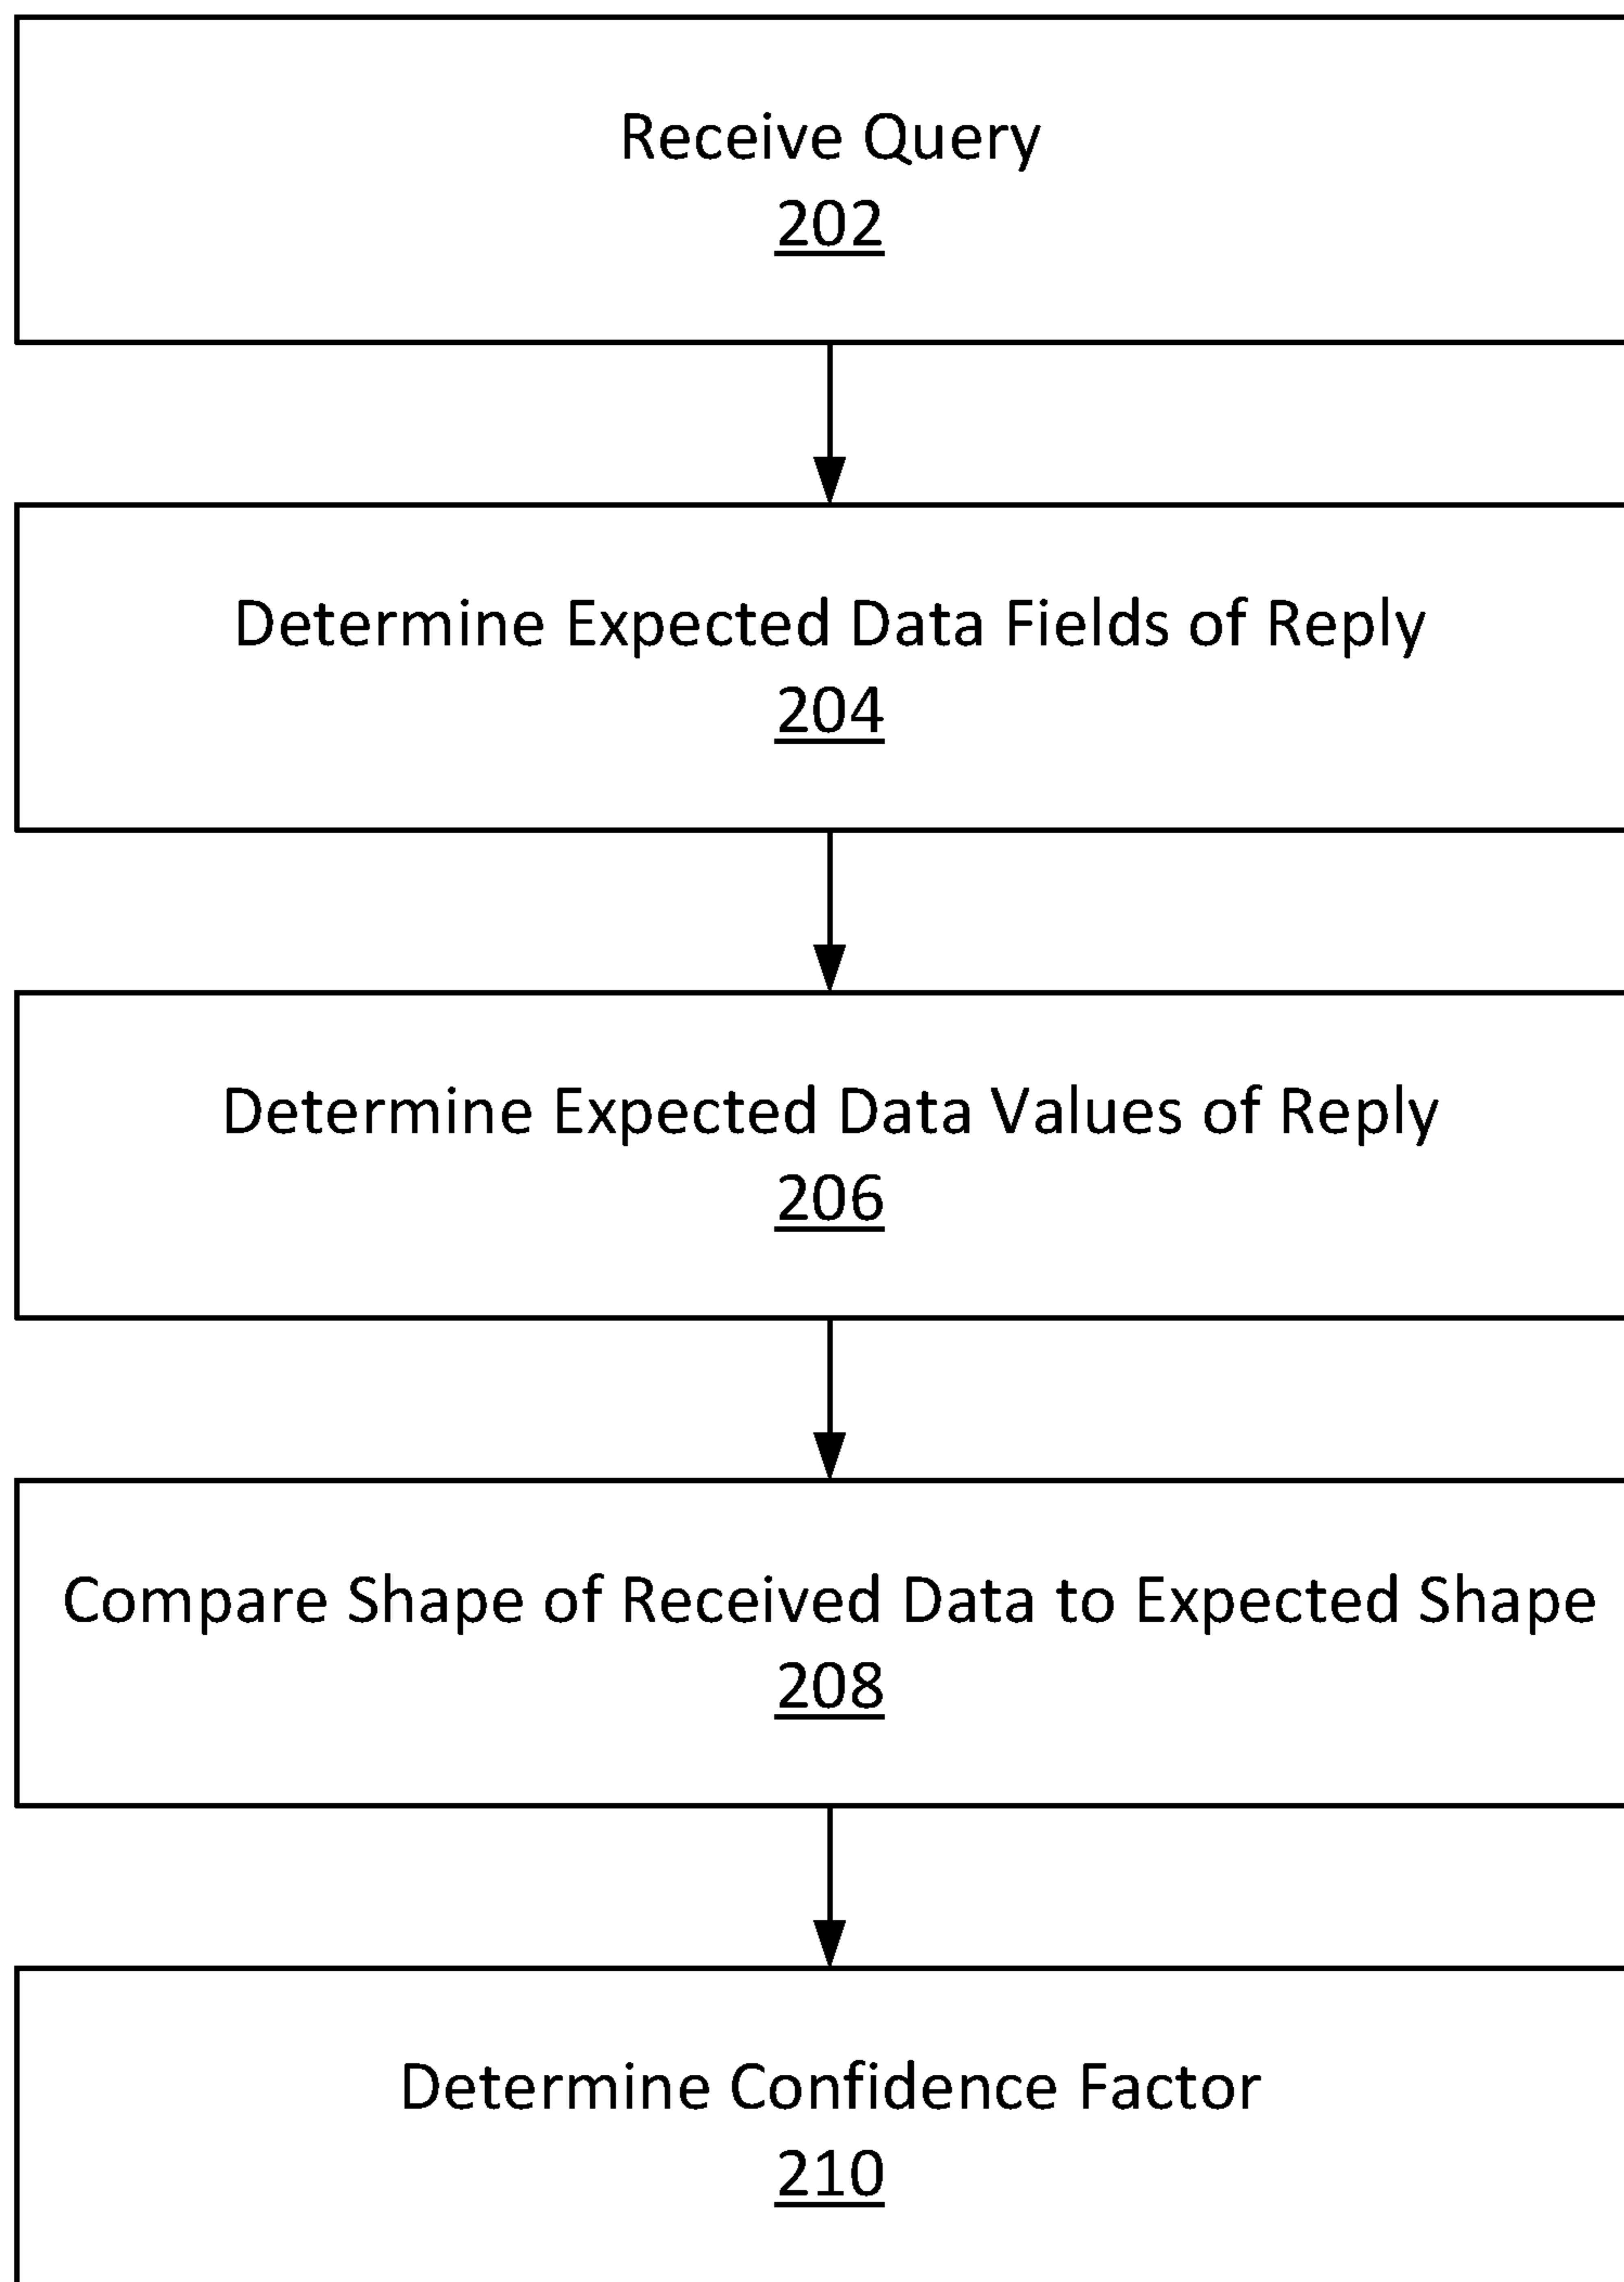 Receive Query
202
Determine Expected Data Fields of Reply
204
Determine Expected Data Values of Reply
206
Compare Shape of Received Data to Expected Shape
208
Determine Confidence Factor
210